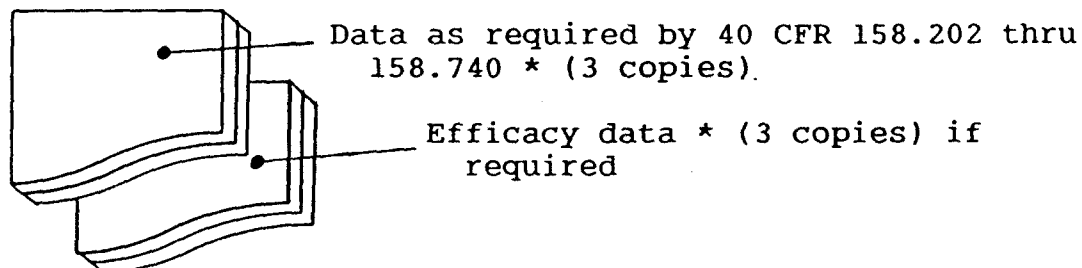 Data as required by 40 CFR 158.202 thru
158.740 * (3 copies).
Efficacy data * (3 copies) if
required